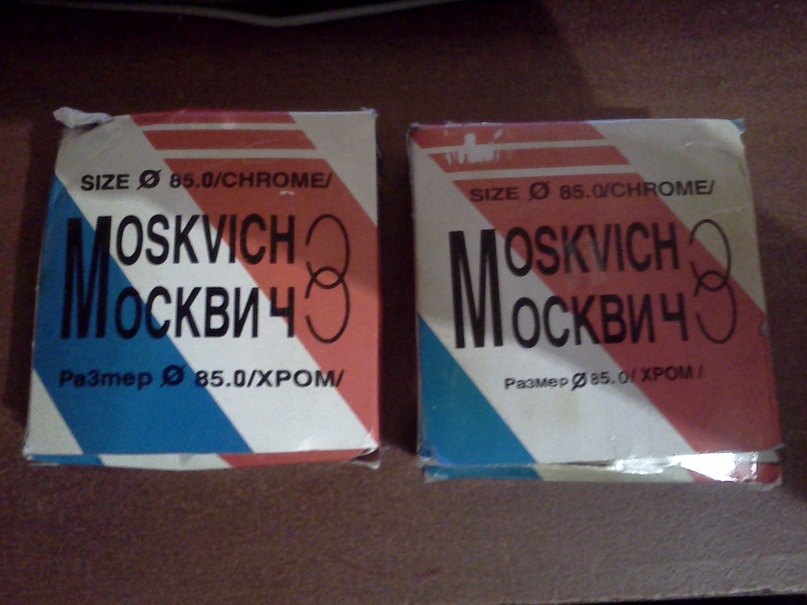 SIZE Ø 85.0/CHROME/
MOSKVICH
МОСКВИЧ
Ра3мер Ø 85.0/ХРОМ/
SIZE Ø 85.0/CHROME/
MOSKVICH
МОСКВИЧ
Размер Ø 85.0/ ХРОМ /